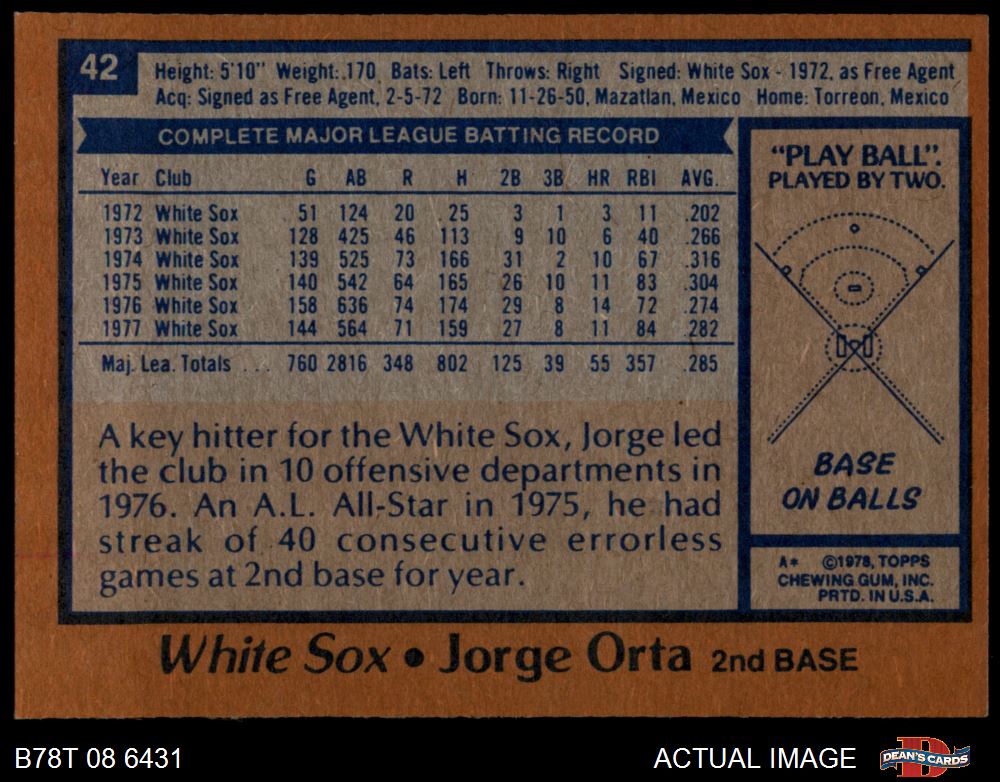 42
Height: 5'10" Weight: 170 Bats: Left Throws: Right Signed: White Sox - 1972, as Free Agent
Acq: Signed as Free Agent, 2-5-72 Born: 11-26-50, Mazatlan, Mexico Home: Torreon, Mexico
COMPLETE MAJOR LEAGUE BATTING RECORD
Year Club G AB R H 2B 3B HR RBI AVG.
1972 White Sox 51 124 20 25 3 1 3 11 .202
1973 White Sox 128 425 46 113 9 10 6 40 .266
1974 White Sox 139 525 73 166 31 2 10 67 .316
1975 White Sox 140 542 64 165 26 10 11 83 .304
1976 White Sox 158 636 74 174 29 8 14 72 .274
1977 White Sox 144 564 71 159 27 8 11 84 .282
Maj. Lea. Totals ... 760 2816 348 802 125 39 55 357 .285
A key hitter for the White Sox, Jorge led
the club in 10 offensive departments in
1976. An A.L. All-Star in 1975, he had
streak of 40 consecutive errorless
games at 2nd base for year.
"PLAY BALL".
PLAYED BY TWO.
BASE
ON BALLS
A* ©1978, TOPPS
CHEWING GUM, INC.
PRTD. IN U.S.A.
White Sox • Jorge Orta 2nd BASE
B78T 08 6431
ACTUAL IMAGE
D
DEAN'S CARDS